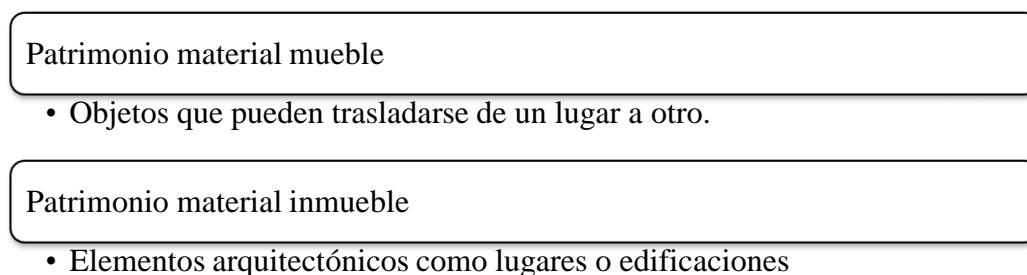 Patrimonio material mueble
• Objetos que pueden trasladarse de un lugar a otro.
Patrimonio material inmueble
• Elementos arquitectónicos como lugares o edificaciones